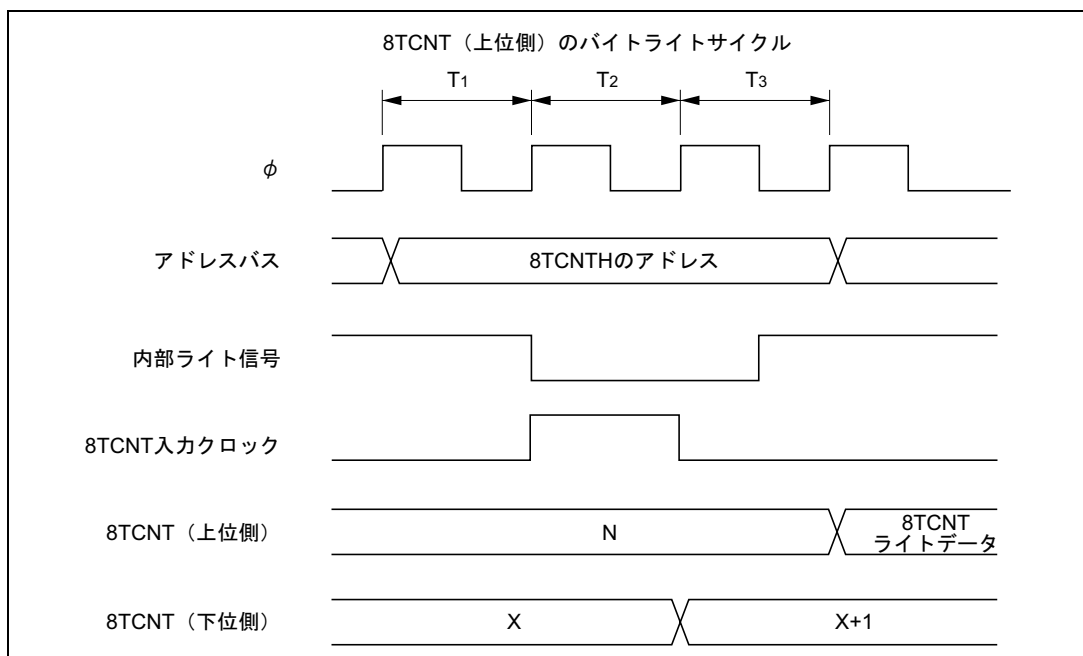 8TCNT（上位側）のバイトライトサイクル
T1 T2 T3
φ
アドレスバス 8TCNTHのアドレス
内部ライト信号
8TCNT入力クロック
8TCNT（上位側） N 8TCNT
ライトデータ
8TCNT（下位側） X X+1